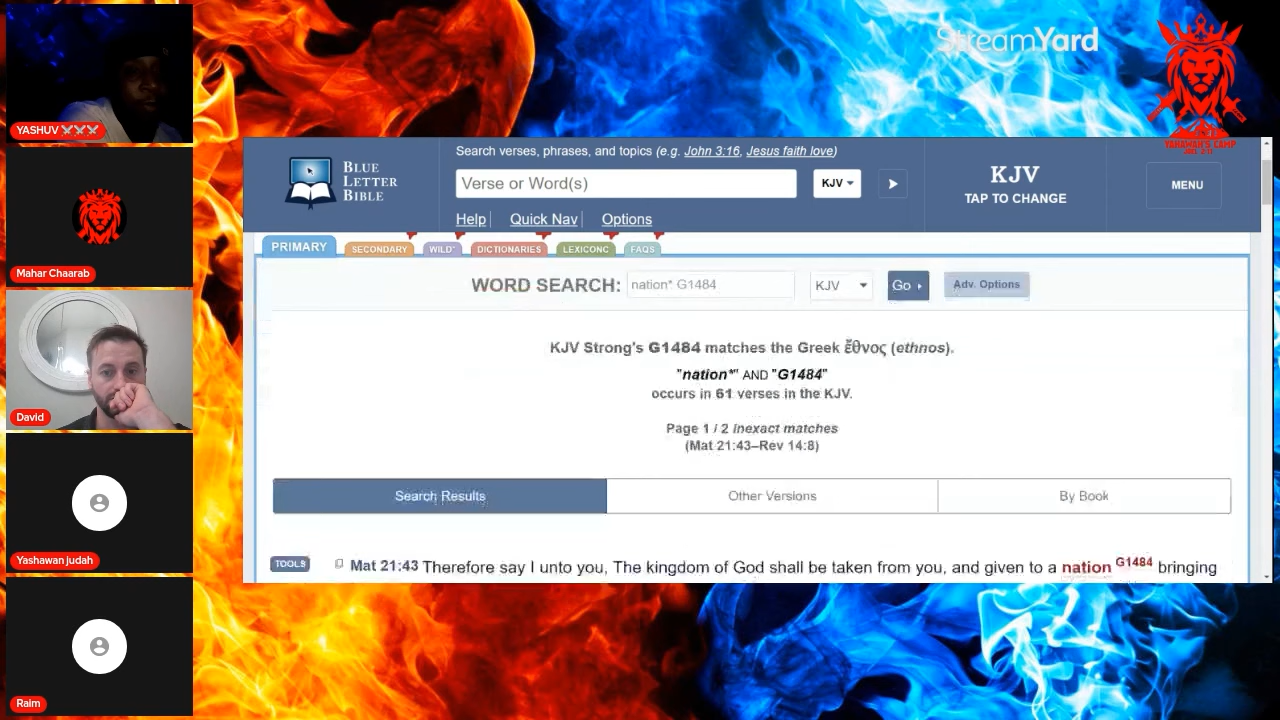 YASHUV ⚔⚔⚔
Mahar Chaarab
David
Yashawan judah
Raim
StreamYard
YAHAWAH'S CAMP
BLUE
LETTER
BIBLE
Search verses, phrases, and topics (e.g. John 3:16, Jesus faith love)
Verse or Word(s)
KJV
Help
Quick Nav
Options
KJV
TAP TO CHANGE
MENU
PRIMARY
SECONDARY
WILD*
DICTIONARIES
LEXICONC
FAQS
WORD SEARCH: nation* G1484 KJV Go Adv. Options
KJV Strong's G1484 matches the Greek ἔθνος (ethnos).
"nation*" AND "G1484"
occurs in 61 verses in the KJV.
Page 1 / 2 inexact matches
(Mat 21:43–Rev 14:8)
Search Results
Other Versions
By Book
TOOLS Mat 21:43 Therefore say I unto you, The kingdom of God shall be taken from you, and given to a nation G1484 bringing